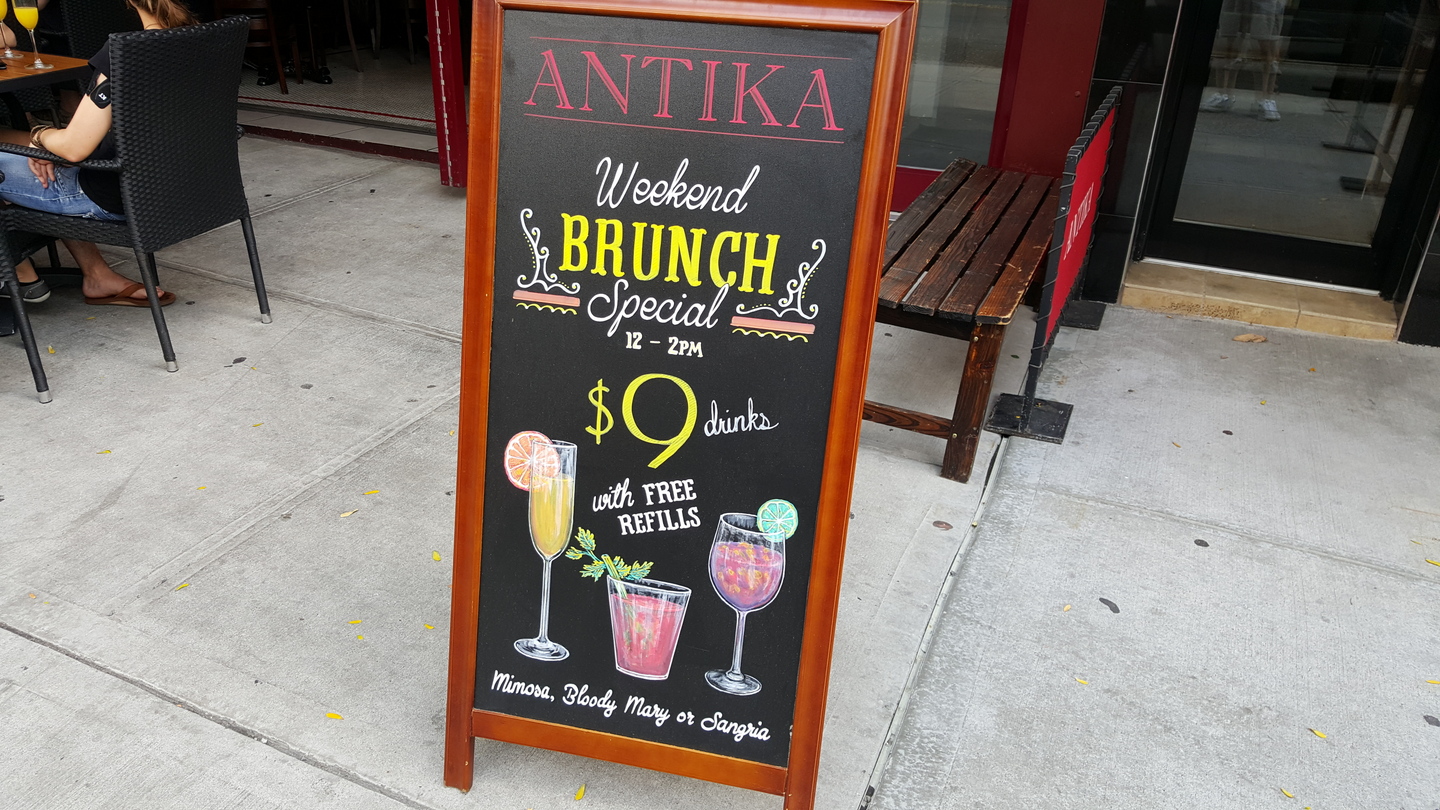 ANTIKA
Weekend
BRUNCH
Special
12 - 2PM
$9 drinks
with FREE
REFILLS
Mimosa, Bloody Mary or Sangria
ANTIKA